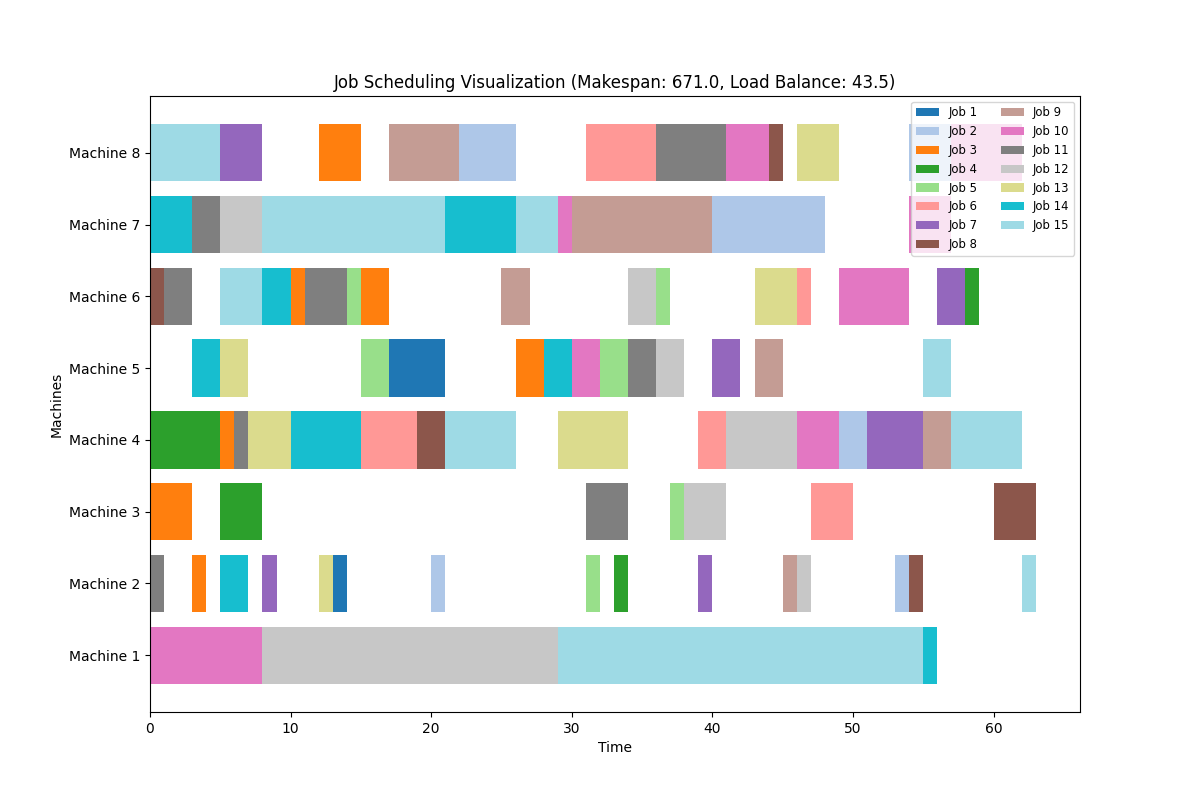 Job Scheduling Visualization (Makespan: 671.0, Load Balance: 43.5)
Job 1
Job 2
Job 3
Job 4
Job 5
Job 6
Job 7
Job 8
Job 9
Job 10
Job 11
Job 12
Job 13
Job 14
Job 15
Machines
Machine 8
Machine 7
Machine 6
Machine 5
Machine 4
Machine 3
Machine 2
Machine 1
0 10 20 30 40 50 60
Time